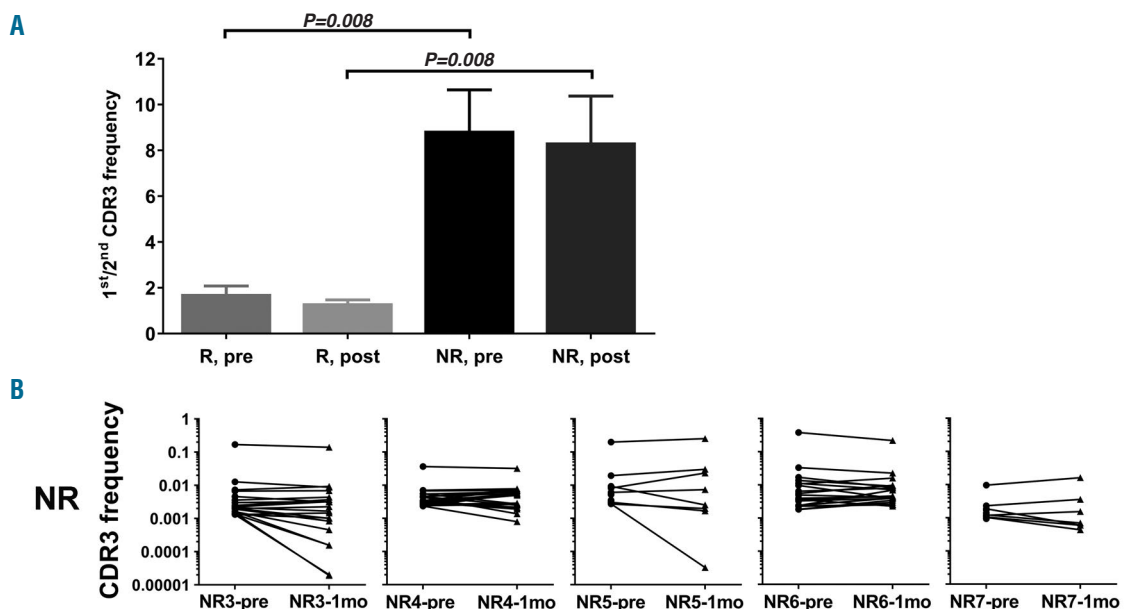 A
P=0.008
P=0.008
1st/2nd CDR3 frequency
12
10
8
6
4
2
0
R, pre
R, post
NR, pre
NR, post
B
NR
CDR3 frequency
1
0.1
0.01
0.001
0.0001
0.00001
NR3-pre NR3-1mo NR4-pre NR4-1mo NR5-pre NR5-1mo NR6-pre NR6-1mo NR7-pre NR7-1mo